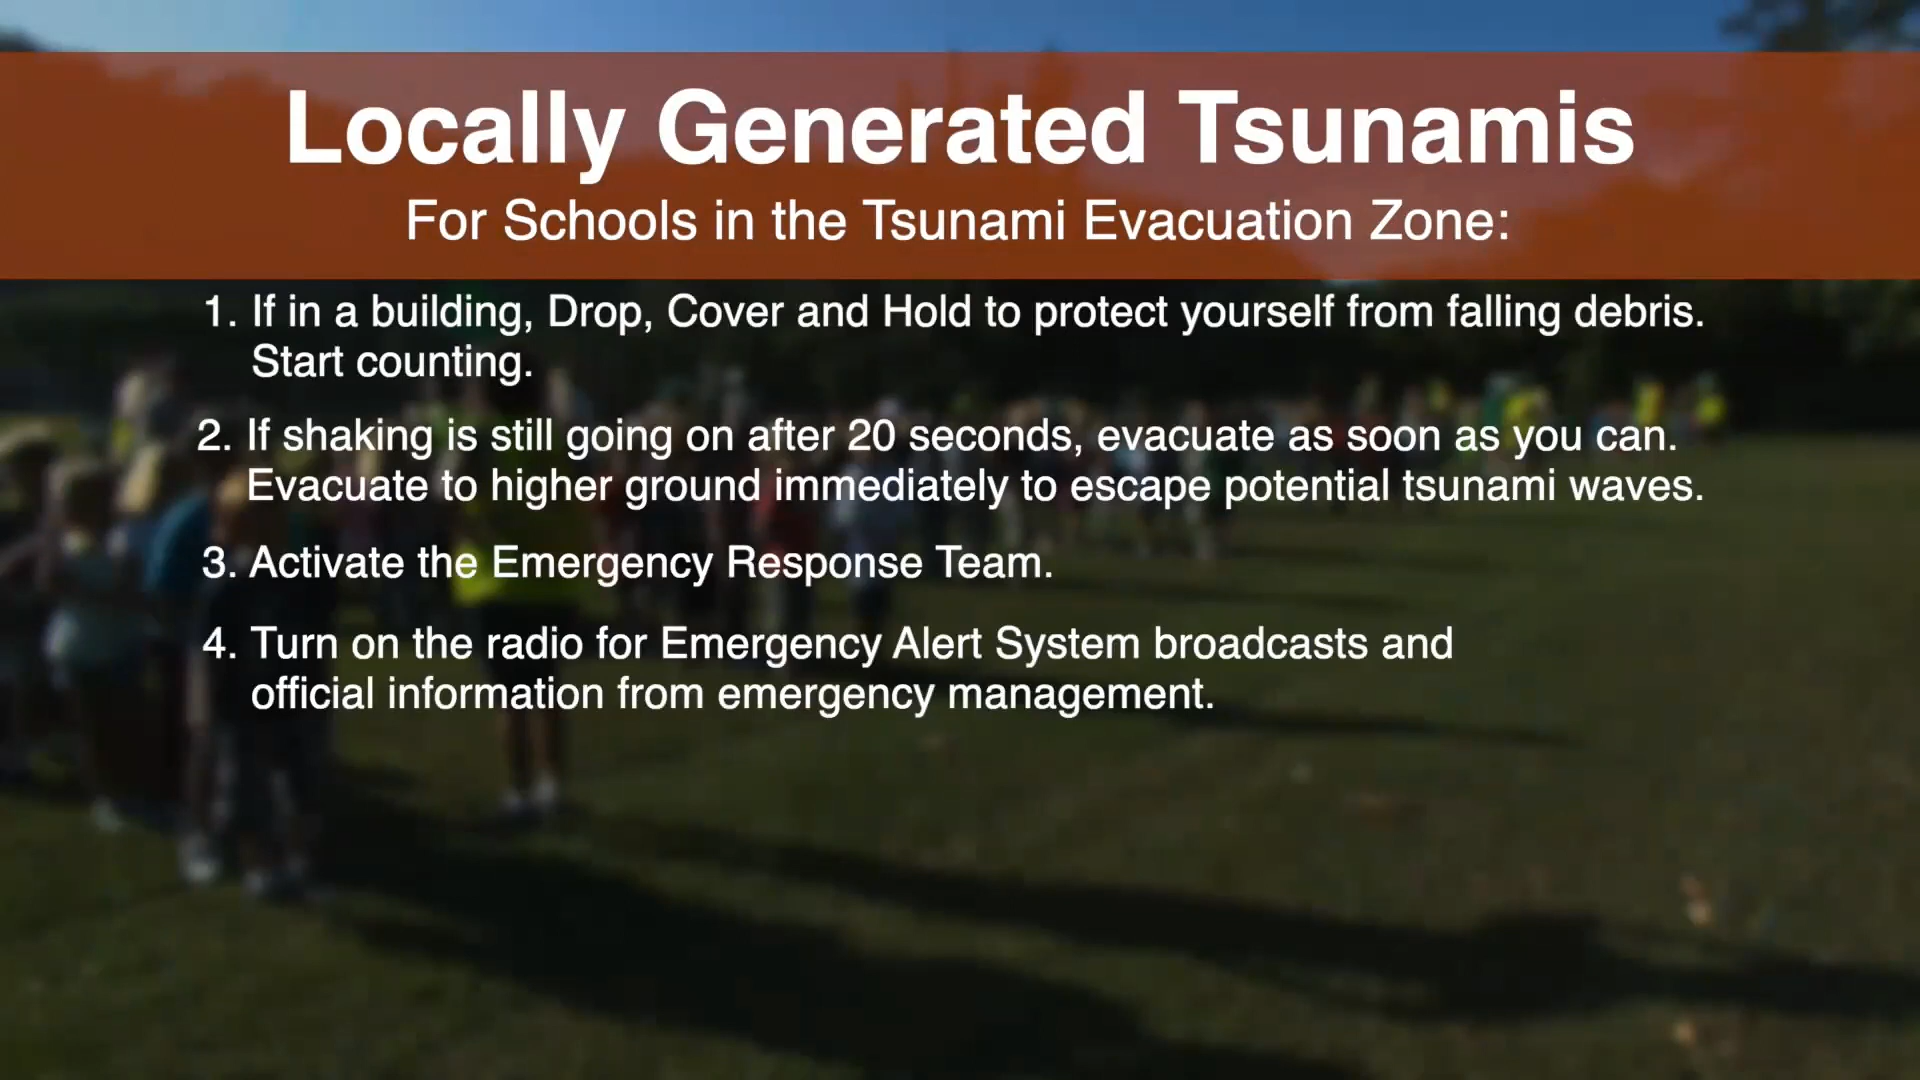 Locally Generated Tsunamis
For Schools in the Tsunami Evacuation Zone:
1. If in a building, Drop, Cover and Hold to protect yourself from falling debris.
Start counting.
2. If shaking is still going on after 20 seconds, evacuate as soon as you can.
Evacuate to higher ground immediately to escape potential tsunami waves.
3. Activate the Emergency Response Team.
4. Turn on the radio for Emergency Alert System broadcasts and
official information from emergency management.